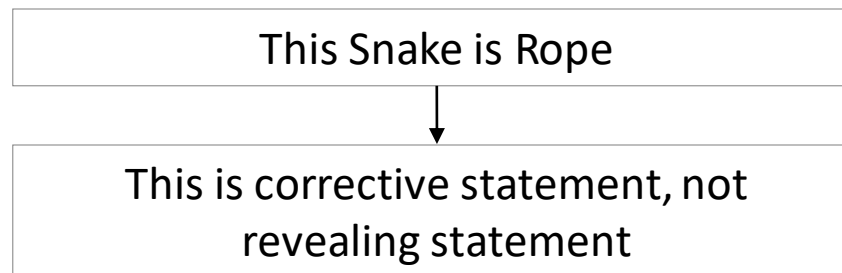 This Snake is Rope
This is corrective statement, not
revealing statement